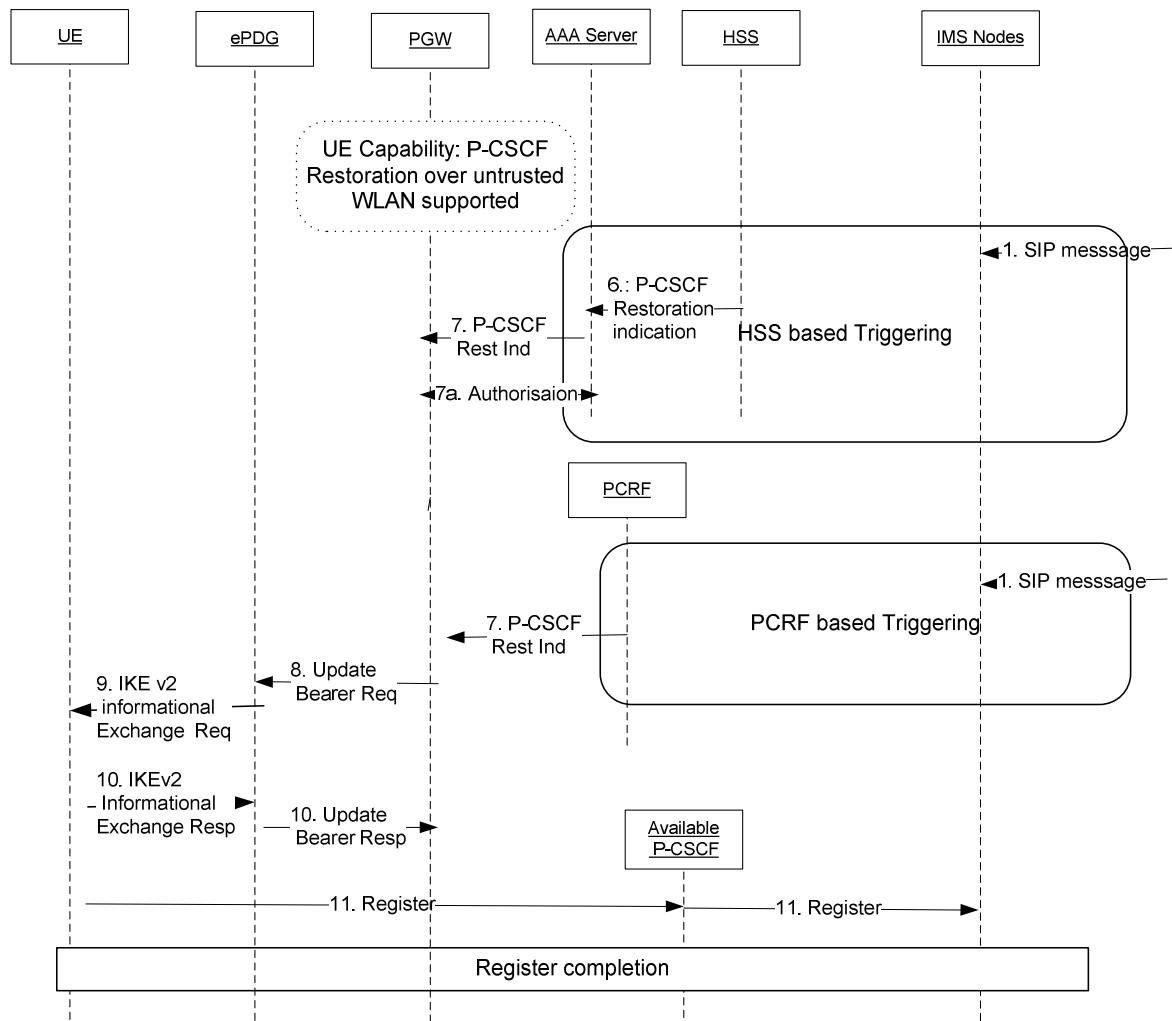 UE
ePDG
PGW
AAA Server
HSS
IMS Nodes
UE Capability: P-CSCF
Restoration over untrusted
WLAN supported
1. SIP messsage
6.: P-CSCF
Restoration
indication
7. P-CSCF
Rest Ind
HSS based Triggering
7a. Authorisaion
PCRF
1. SIP messsage
7. P-CSCF
Rest Ind
PCRF based Triggering
8. Update
Bearer Req
9. IKE v2
informational
Exchange Req
10. IKEv2
Informational
Exchange Resp
10. Update
Bearer Resp
Available
P-CSCF
11. Register
11. Register
Register completion